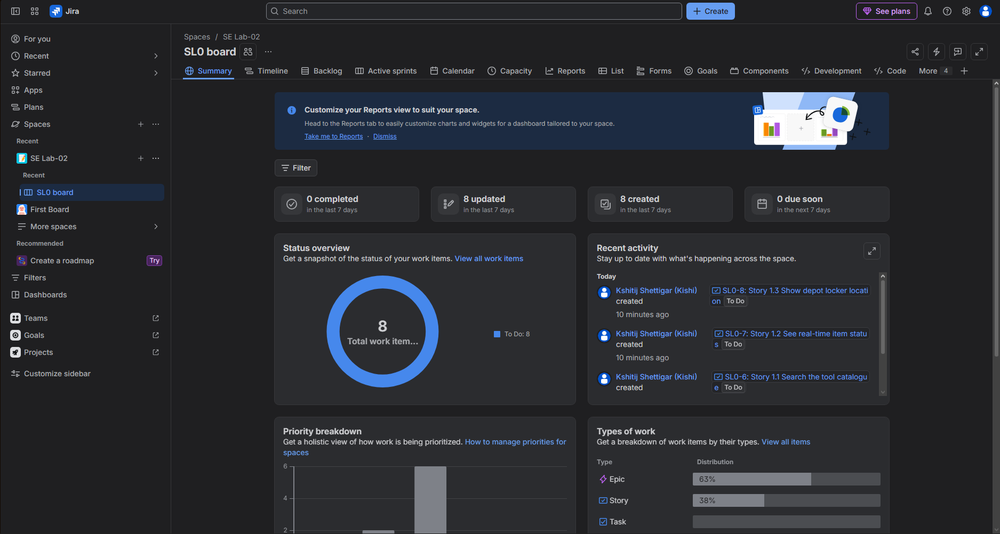 Jira
Search
Create
See plans
For you
Recent
Starred
Apps
Plans
Spaces
Recent
SE Lab-02
Recent
SL0 board
First Board
More spaces
Recommended
Create a roadmap
Try
Filters
Dashboards
Teams
Goals
Projects
Customize sidebar
Spaces / SE Lab-02
SL0 board
Summary
Timeline
Backlog
Active sprints
Calendar
Capacity
Reports
List
Forms
Goals
Components
Development
Code
More 4
Customize your Reports view to suit your space.
Head to the Reports tab to easily customize charts and widgets for a dashboard tailored to your space.
Take me to Reports · Dismiss
Filter
0 completed
in the last 7 days
8 updated
in the last 7 days
8 created
in the last 7 days
0 due soon
in the next 7 days
Status overview
Get a snapshot of the status of your work items. View all work items
8
Total work item...
To Do: 8
Recent activity
Stay up to date with what's happening across the space.
Today
Kshitij Shettigar (Kishi)
created
SL0-8: Story 1.3 Show depot locker locati
on To Do
10 minutes ago
Kshitij Shettigar (Kishi)
created
SL0-7: Story 1.2 See real-time item statu
s To Do
10 minutes ago
Kshitij Shettigar (Kishi)
created
SL0-6: Story 1.1 Search the tool catalogu
e To Do
Priority breakdown
Get a holistic view of how work is being prioritized. How to manage priorities for
spaces
6
4
2
Types of work
Get a breakdown of work items by their types. View all items
Type Distribution
Epic 63%
Story 38%
Task